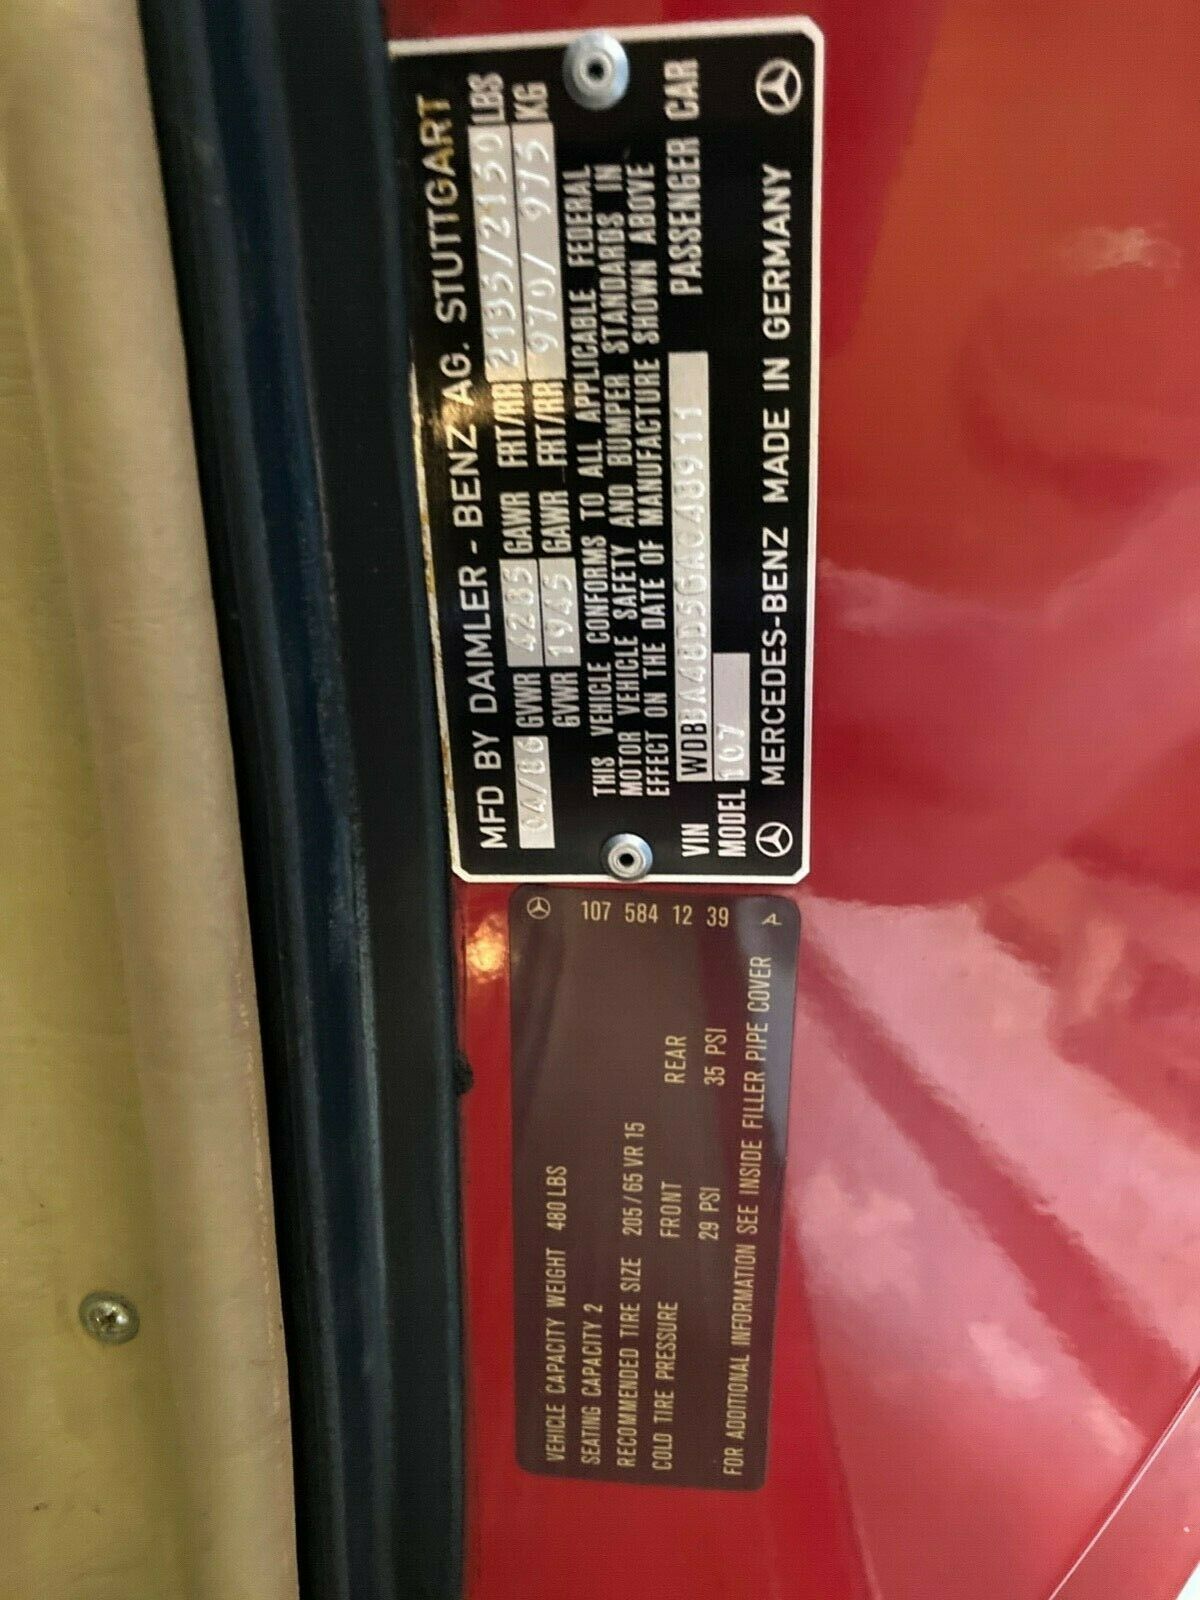 MFD BY DAIMLER - BENZ AG. STUTTGART
04/86 GVWR 4285 GAWR FRT/RR 2135/2150 LBS
GVWR 1945 GAWR FRT/RR 970/ 975 KG
THIS VEHICLE CONFORMS TO ALL APPLICABLE FEDERAL
MOTOR VEHICLE SAFETY AND BUMPER STANDARDS IN
EFFECT ON THE DATE OF MANUFACTURE SHOWN ABOVE
VIN WDBBA48D5GA048911 PASSENGER CAR
MODEL 107
MERCEDES-BENZ MADE IN GERMANY
107 584 12 39 A
VEHICLE CAPACITY WEIGHT 480 LBS
SEATING CAPACITY 2
RECOMMENDED TIRE SIZE 205/65 VR 15
COLD TIRE PRESSURE FRONT REAR
29 PSI 35 PSI
FOR ADDITIONAL INFORMATION SEE INSIDE FILLER PIPE COVER